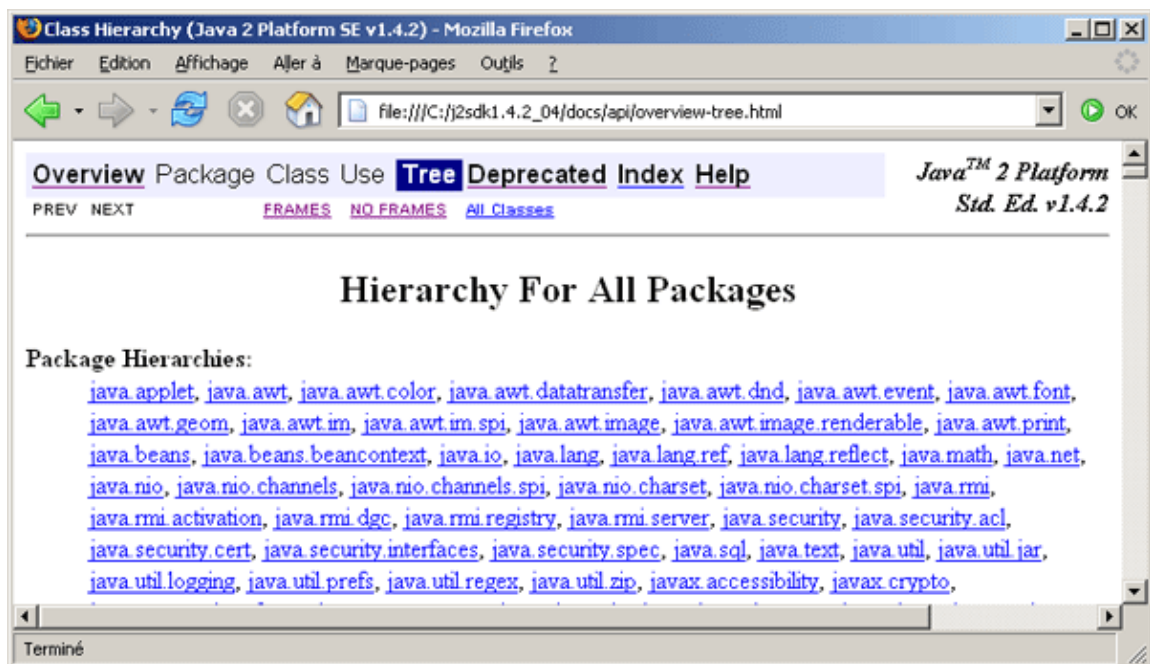 Class Hierarchy (Java 2 Platform SE v1.4.2) - Mozilla Firefox
Fichier Edition Affichage Aller à Marque-pages Outils ?
file:///C:/j2sdk1.4.2_04/docs/api/overview-tree.html OK
Overview Package Class Use Tree Deprecated Index Help
Java™ 2 Platform
Std. Ed. v1.4.2
PREV NEXT FRAMES NO FRAMES All Classes
Hierarchy For All Packages
Package Hierarchies:
java.applet, java.awt, java.awt.color, java.awt.datatransfer, java.awt.dnd, java.awt.event, java.awt.font,
java.awt.geom, java.awt.im, java.awt.im.spi, java.awt.image, java.awt.image.renderable, java.awt.print,
java.beans, java.beans.beancontext, java.io, java.lang, java.lang.ref, java.lang.reflect, java.math, java.net,
java.nio, java.nio.channels, java.nio.channels.spi, java.nio.charset, java.nio.charset.spi, java.rmi,
java.rmi.activation, java.rmi.dgc, java.rmi.registry, java.rmi.server, java.security, java.security.acl,
java.security.cert, java.security.interfaces, java.security.spec, java.sql, java.text, java.util, java.util.jar,
java.util.logging, java.util.prefs, java.util.regex, java.util.zip, javax.accessibility, javax.crypto,
Terminé